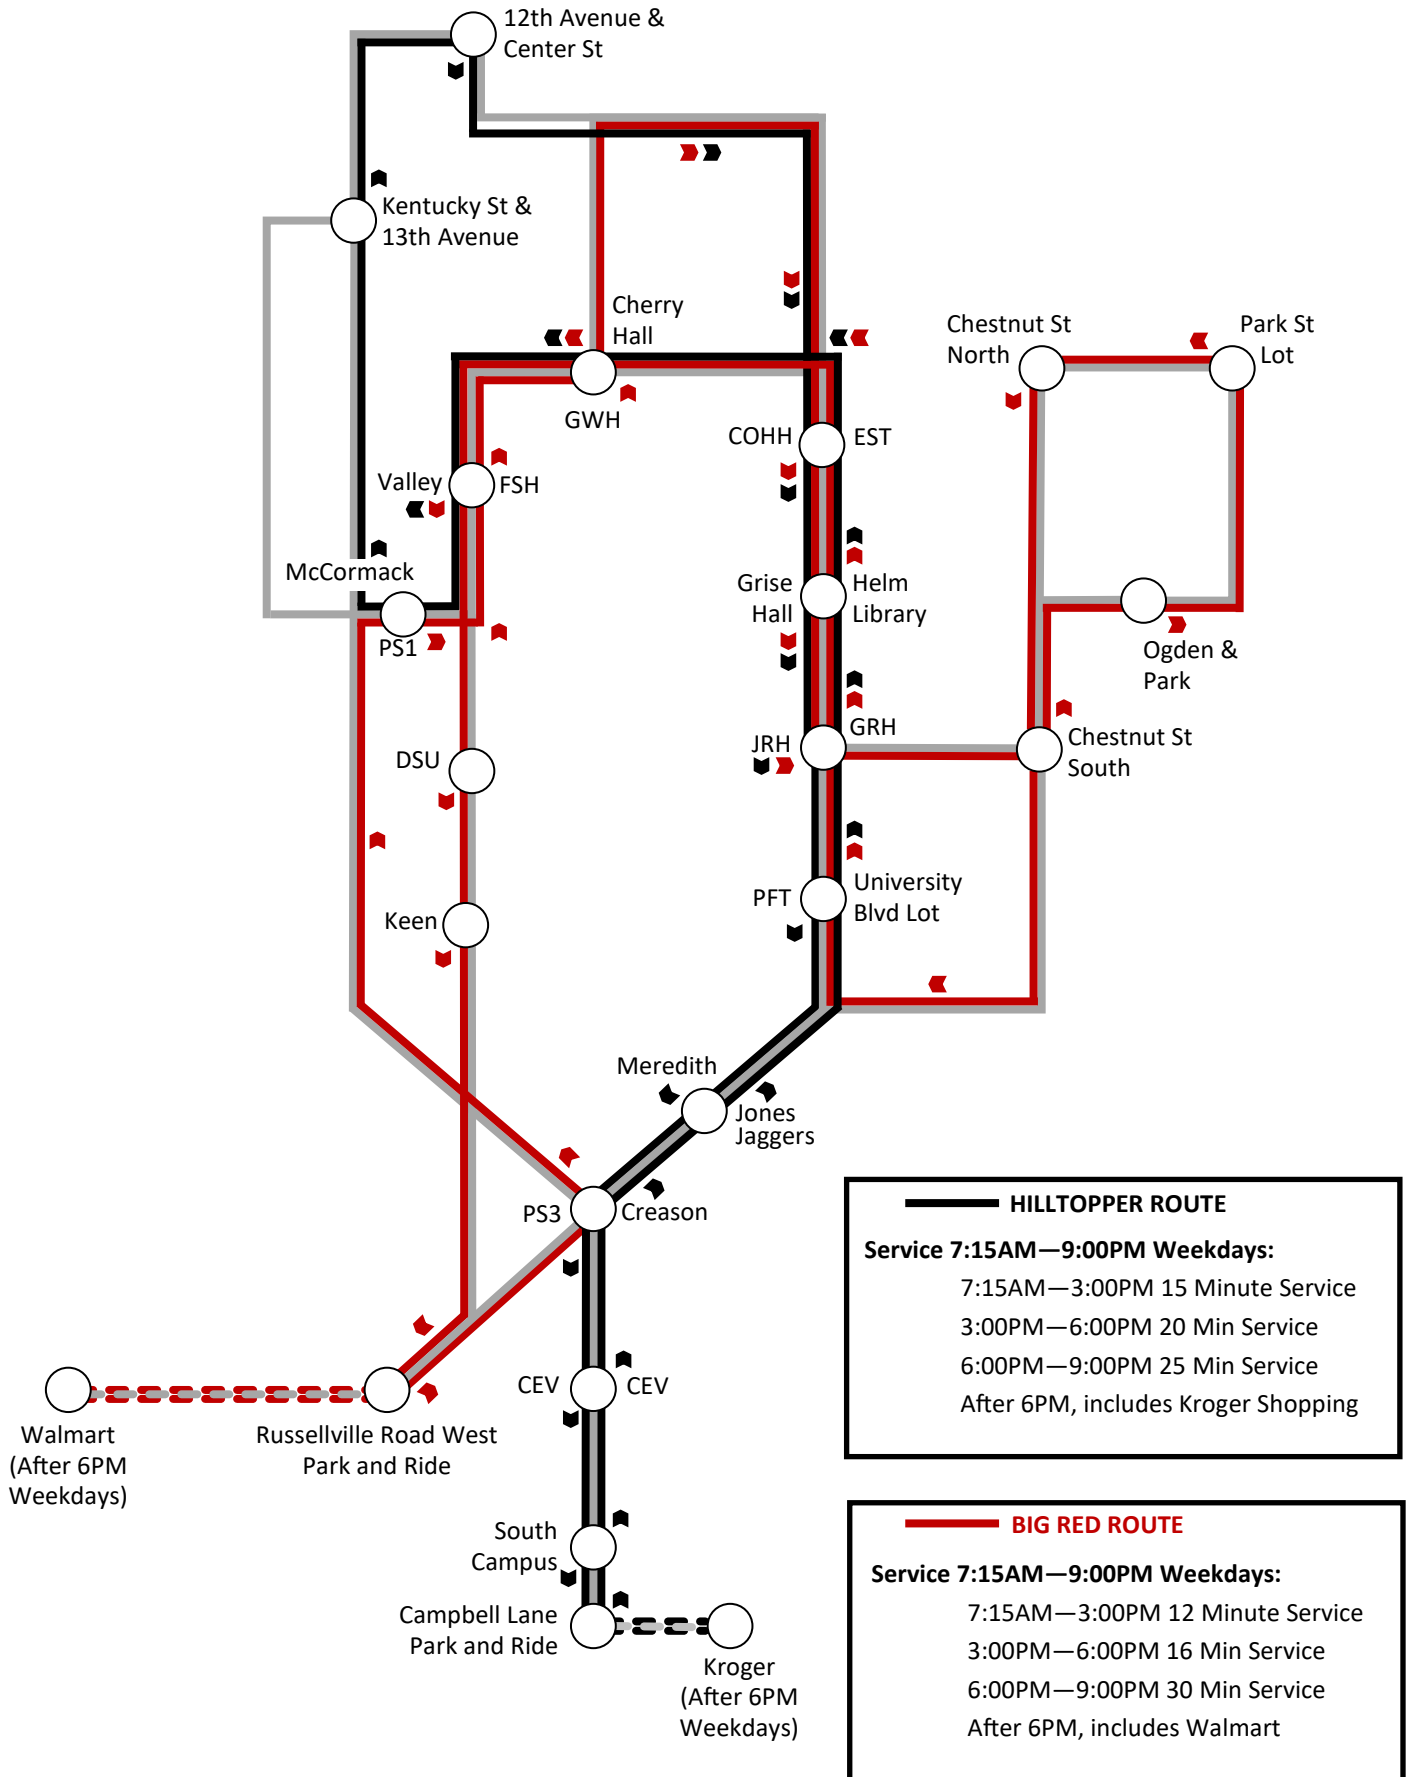 12th Avenue &
Center St
Kentucky St &
13th Avenue
Cherry
Hall
GWH
Chestnut St
North
Park St
Lot
COHH
EST
Valley
FSH
McCormack
PS1
Grise
Hall
Helm
Library
Ogden &
Park
JRH
GRH
Chestnut St
South
DSU
PFT
University
Blvd Lot
Keen
Meredith
Jones
Jaggers
PS3
Creason
CEV
CEV
Walmart
(After 6PM
Weekdays)
Russellville Road West
Park and Ride
South
Campus
Campbell Lane
Park and Ride
Kroger
(After 6PM
Weekdays)
HILLTOPPER ROUTE
Service 7:15AM—9:00PM Weekdays:
7:15AM—3:00PM 15 Minute Service
3:00PM—6:00PM 20 Min Service
6:00PM—9:00PM 25 Min Service
After 6PM, includes Kroger Shopping
BIG RED ROUTE
Service 7:15AM—9:00PM Weekdays:
7:15AM—3:00PM 12 Minute Service
3:00PM—6:00PM 16 Min Service
6:00PM—9:00PM 30 Min Service
After 6PM, includes Walmart